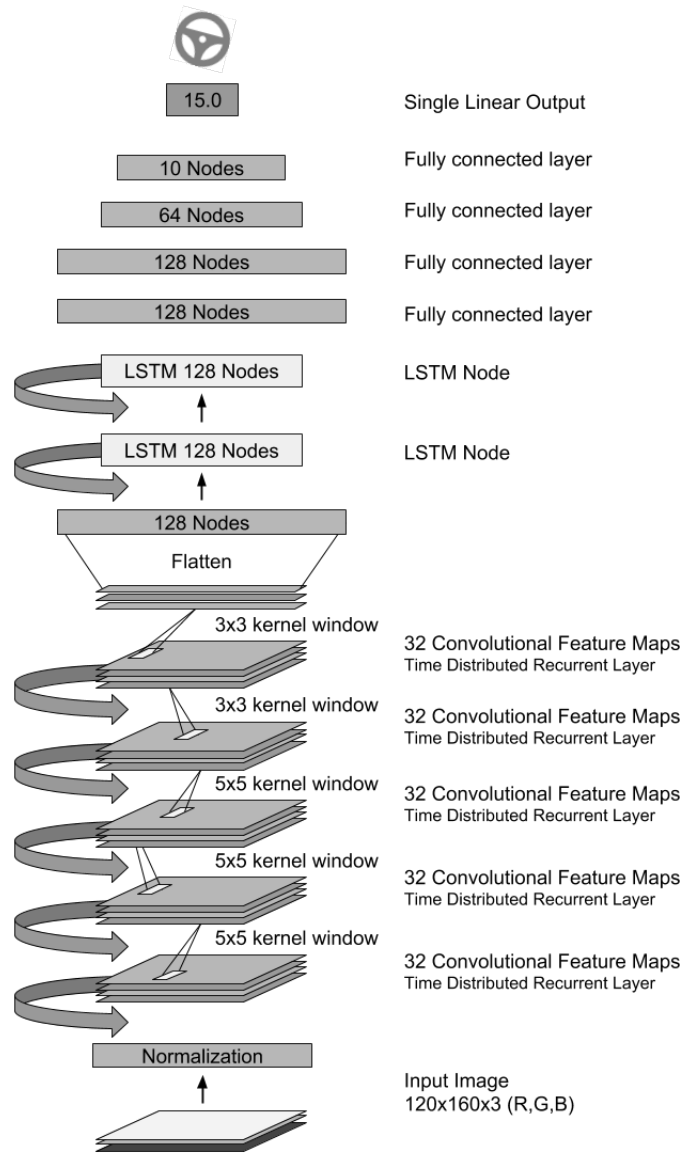 15.0
Single Linear Output
10 Nodes
Fully connected layer
64 Nodes
Fully connected layer
128 Nodes
Fully connected layer
128 Nodes
Fully connected layer
LSTM 128 Nodes
LSTM Node
LSTM 128 Nodes
LSTM Node
128 Nodes
Flatten
3x3 kernel window
32 Convolutional Feature Maps
Time Distributed Recurrent Layer
3x3 kernel window
32 Convolutional Feature Maps
Time Distributed Recurrent Layer
5x5 kernel window
32 Convolutional Feature Maps
Time Distributed Recurrent Layer
5x5 kernel window
32 Convolutional Feature Maps
Time Distributed Recurrent Layer
5x5 kernel window
32 Convolutional Feature Maps
Time Distributed Recurrent Layer
Normalization
Input Image
120x160x3 (R,G,B)